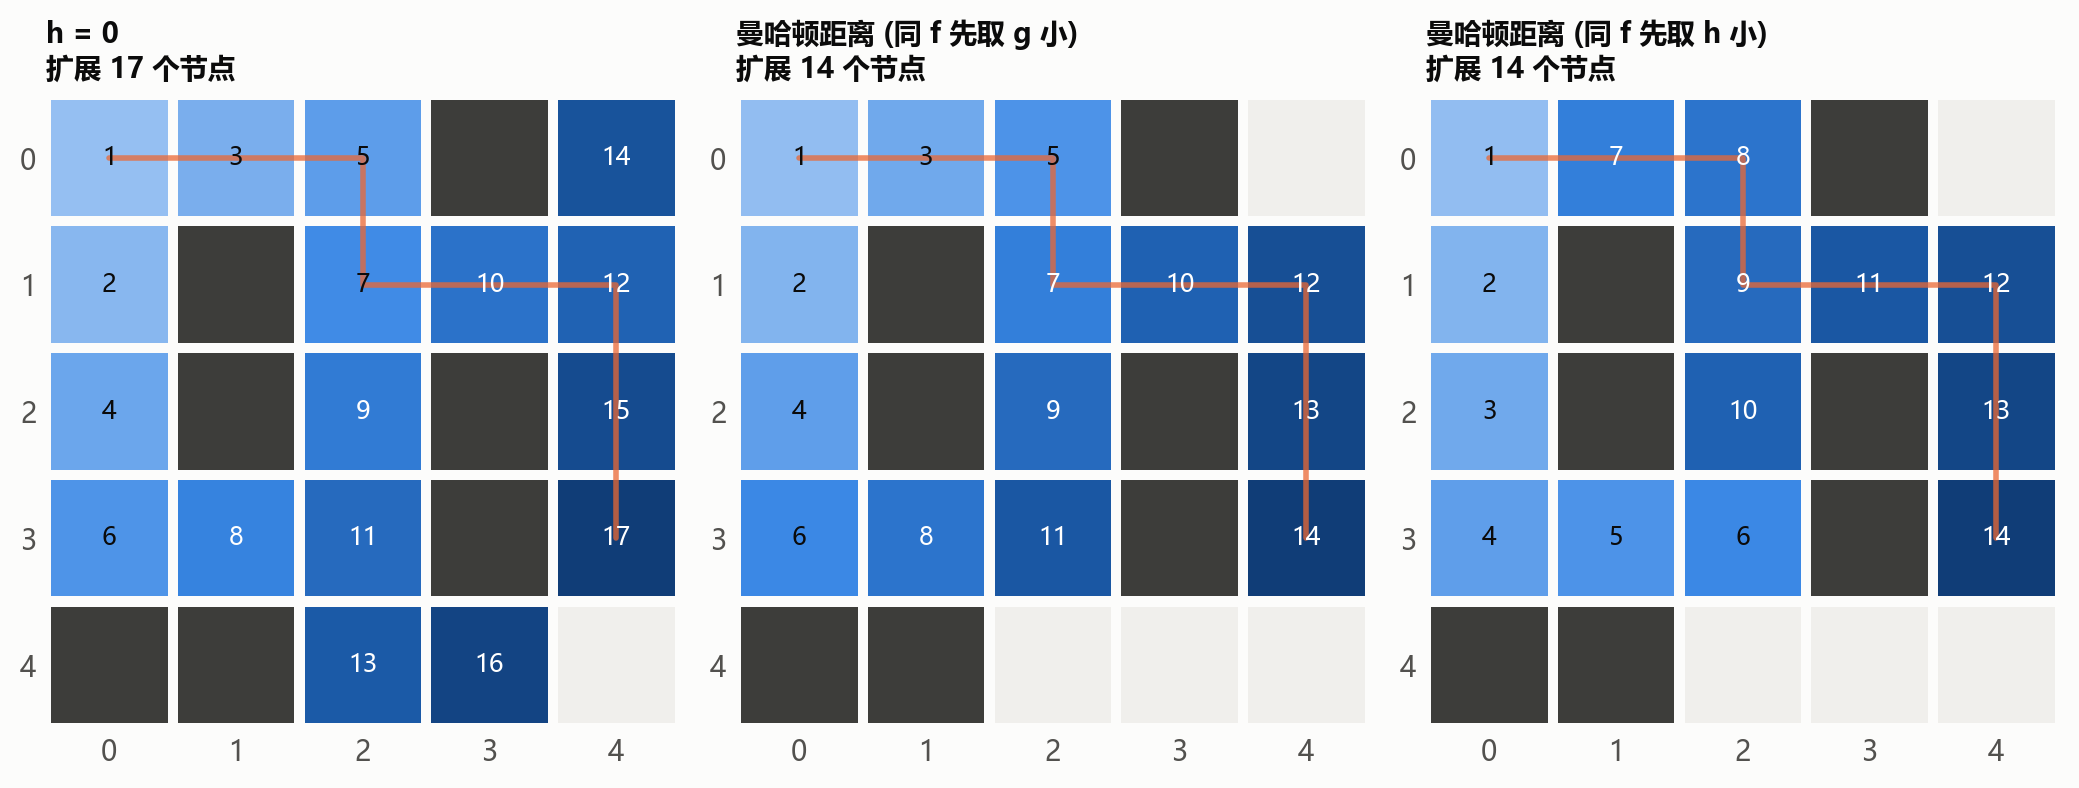 h = 0
扩展 17 个节点
0 1 3 5 14
1 2 7 10 12
2 4 9 15
3 6 8 11 17
4 13 16
0 1 2 3 4
曼哈顿距离 (同 f 先取 g 小)
扩展 14 个节点
0 1 3 5
1 2 7 10 12
2 4 9 13
3 6 8 11 14
4
0 1 2 3 4
曼哈顿距离 (同 f 先取 h 小)
扩展 14 个节点
0 1 7 8
1 2 9 11 12
2 3 10 13
3 4 5 6 14
4
0 1 2 3 4